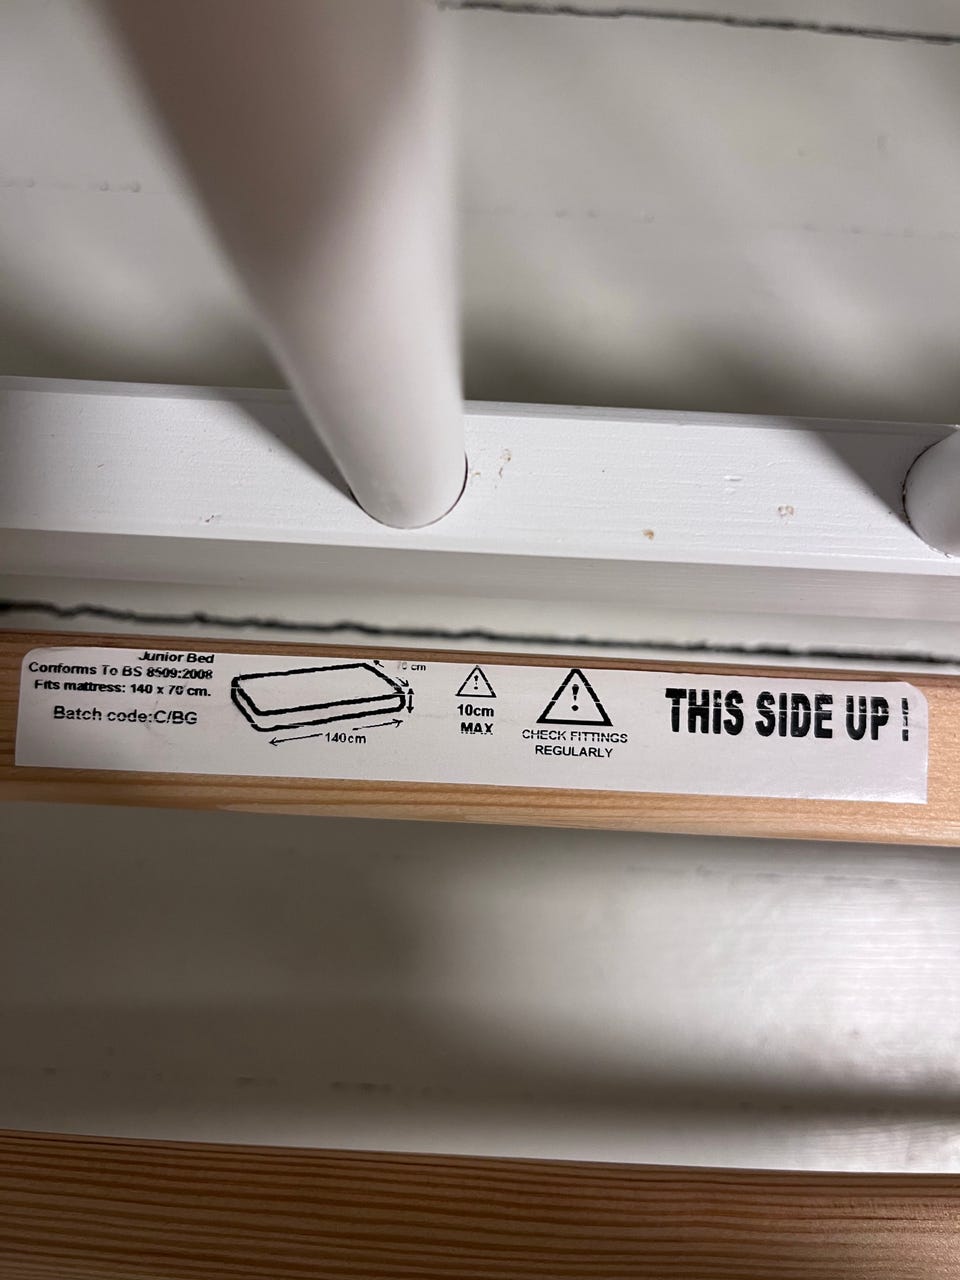 Junior Bed
Conforms To BS 8509:2008
Fits mattress: 140 x 70 cm.
Batch code:C/BG
70 cm
140cm
!
10cm
MAX
!
CHECK FITTINGS
REGULARLY
THIS SIDE UP !